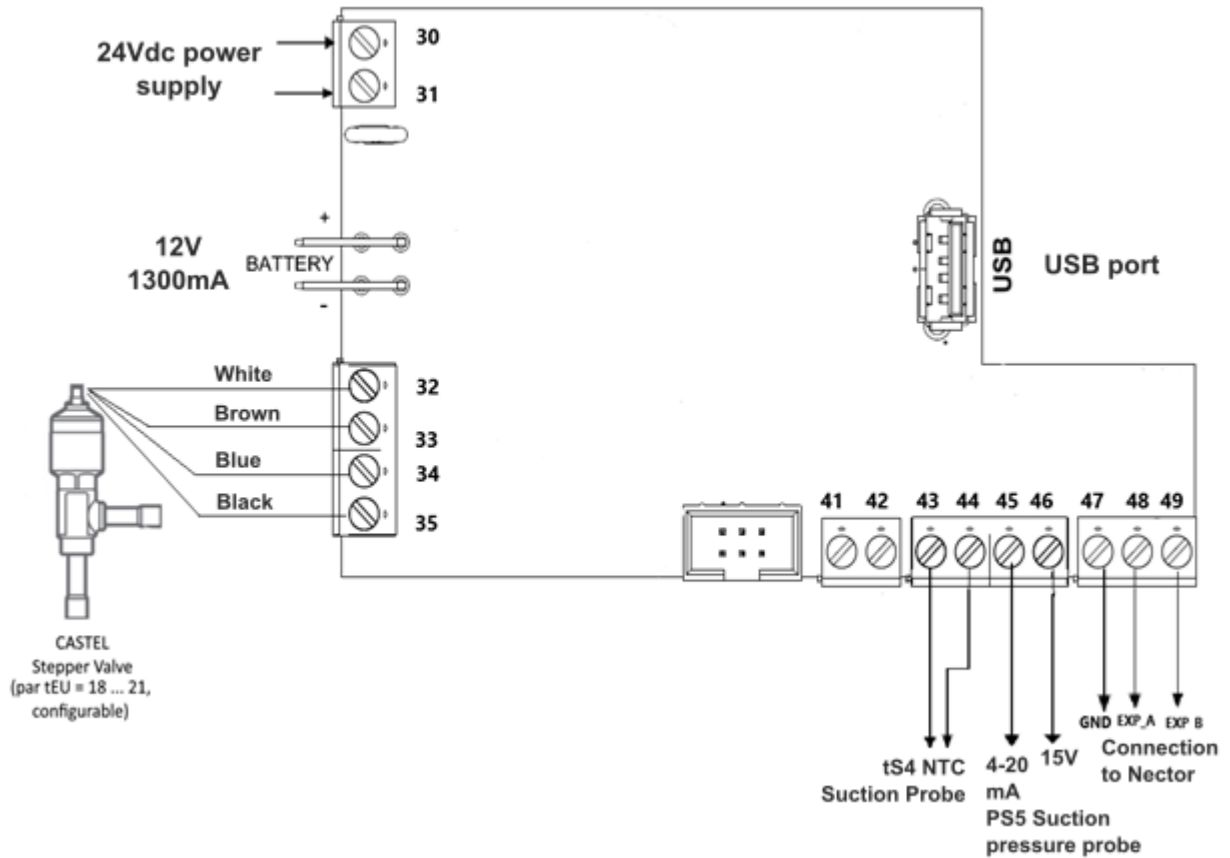 24Vdc power
supply
30
31
+
12V
1300mA
BATTERY
-
USB
USB port
White
32
Brown
33
Blue
34
Black
35
CASTEL
Stepper Valve
(par tEU = 18 ... 21,
configurable)
41 42 43 44 45 46 47 48 49
tS4 NTC
Suction Probe
4-20
mA
PS5 Suction
pressure probe
15V
GND EXP_A EXP B
Connection
to Nector